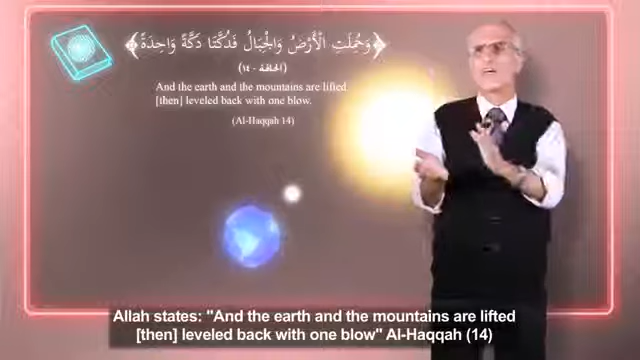 ﴿وَحُمِلَتِ الْأَرْضُ وَالْجِبَالُ فَدُكَّتَا دَكَّةً وَاحِدَةً﴾
(الحاقة - ١٤)
And the earth and the mountains are lifted
[then] leveled back with one blow.
(Al-Haqqah 14)
Allah states: "And the earth and the mountains are lifted
[then] leveled back with one blow" Al-Haqqah (14)